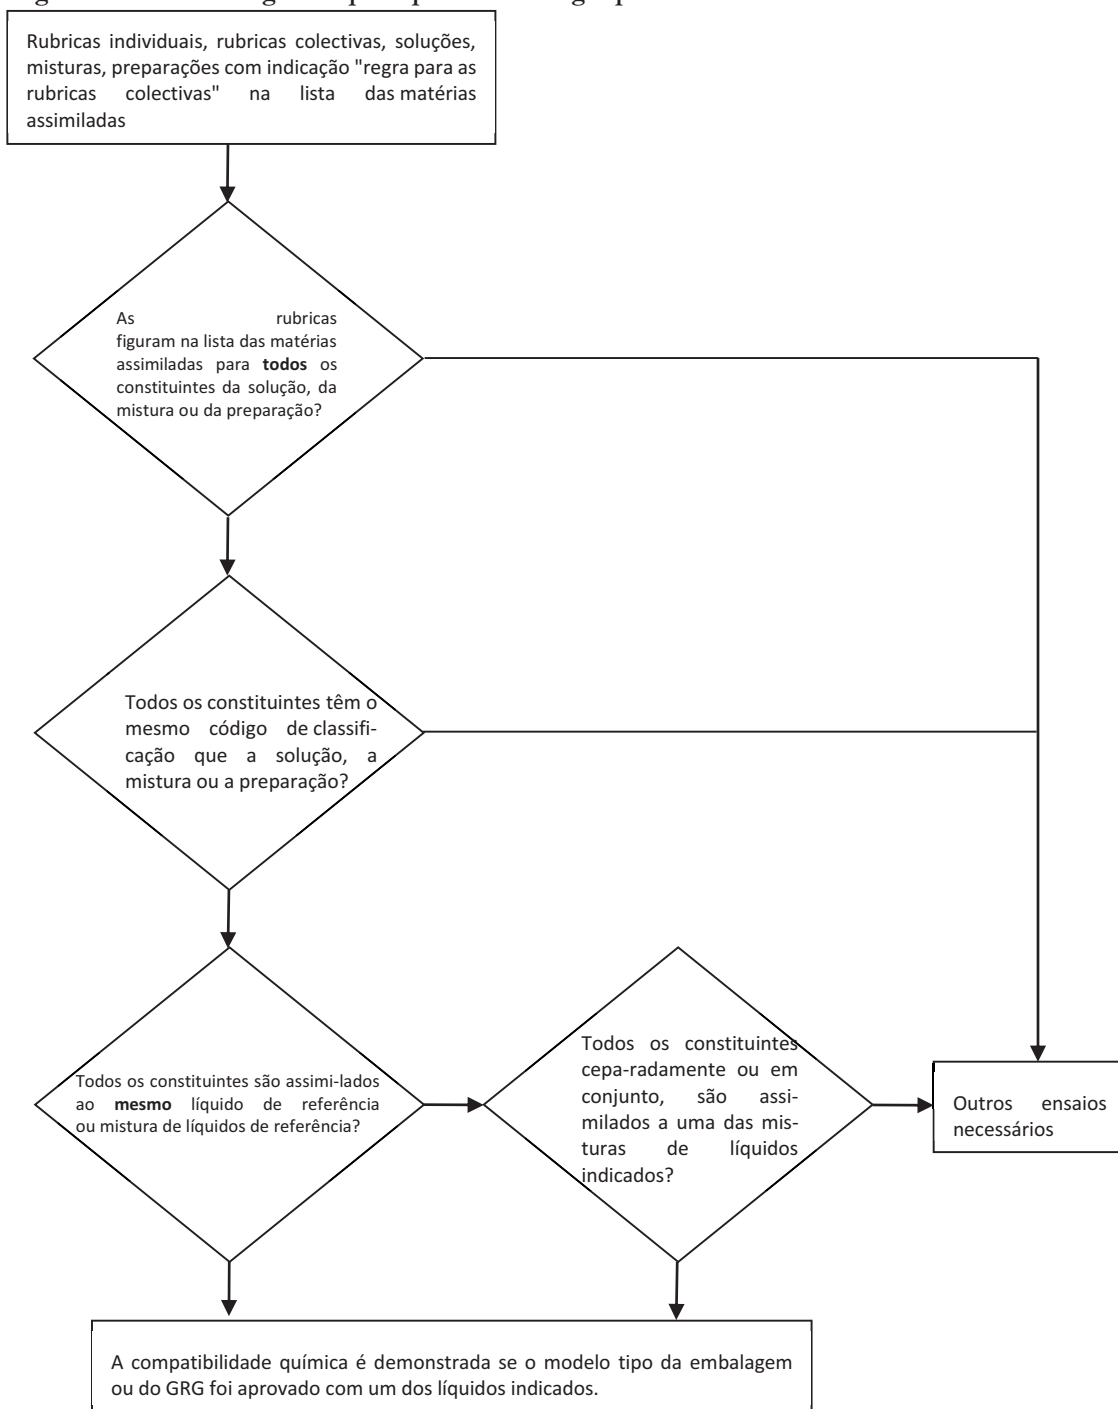 Rubricas individuais, rubricas colectivas, soluções,
misturas, preparações com indicação "regra para as
rubricas colectivas" na lista das matérias
assimiladas
As rubricas
figuram na lista das matérias
assimiladas para todos os
constituintes da solução, da
mistura ou da preparação?
Todos os constituintes têm o
mesmo código de classifi-
cação que a solução, a
mistura ou a preparação?
Todos os constituintes são assimi-lados
ao mesmo líquido de referência
ou mistura de líquidos de referência?
Todos os constituintes
cepa-radamente ou em
conjunto, são assi-
milados a uma das mis-
turas de líquidos
indicados?
Outros ensaios
necessários
A compatibilidade química é demonstrada se o modelo tipo da embalagem
ou do GRG foi aprovado com um dos líquidos indicados.